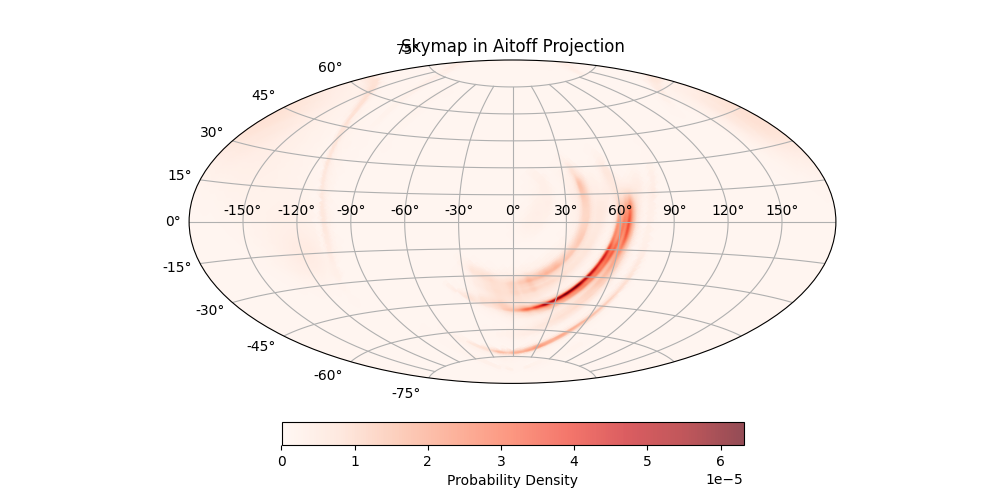 Skymap in Aitoff Projection
75°
60°
45°
30°
15°
-150° -120° -90° -60° -30° 0° 30° 60° 90° 120° 150°
0°
-15°
-30°
-45°
-60°
-75°
0 1 2 3 4 5 6
1e−5
Probability Density